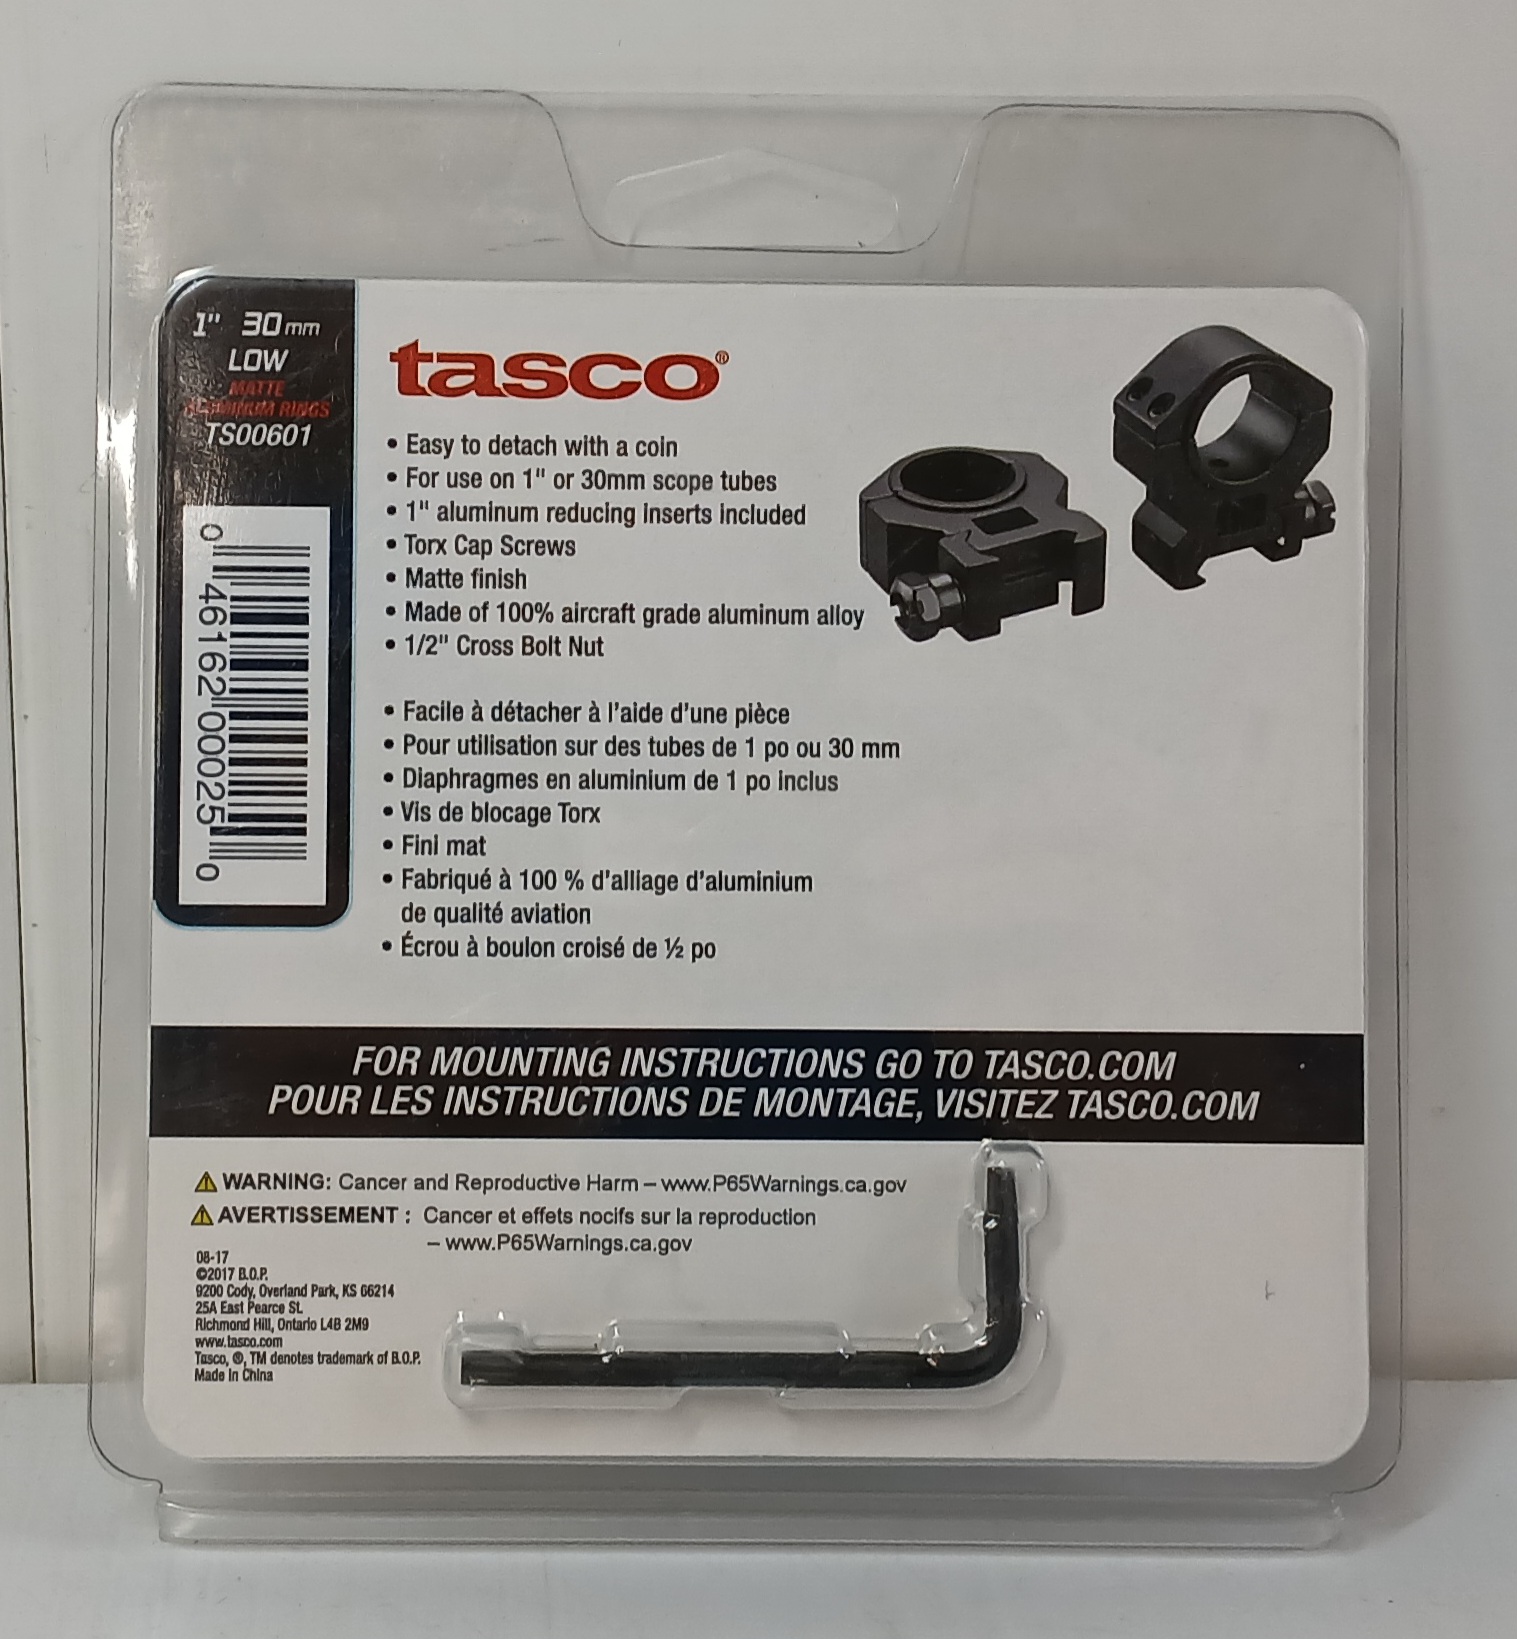 1" 30mm
LOW
MATTE
ALUMINUM RINGS
TS00601
0 46162 00025 0
tasco®
• Easy to detach with a coin
• For use on 1" or 30mm scope tubes
• 1" aluminum reducing inserts included
• Torx Cap Screws
• Matte finish
• Made of 100% aircraft grade aluminum alloy
• 1/2" Cross Bolt Nut
• Facile à détacher à l'aide d'une pièce
• Pour utilisation sur des tubes de 1 po ou 30 mm
• Diaphragmes en aluminium de 1 po inclus
• Vis de blocage Torx
• Fini mat
• Fabriqué à 100 % d'alliage d'aluminium
de qualité aviation
• Écrou à boulon croisé de ½ po
FOR MOUNTING INSTRUCTIONS GO TO TASCO.COM
POUR LES INSTRUCTIONS DE MONTAGE, VISITEZ TASCO.COM
⚠ WARNING: Cancer and Reproductive Harm – www.P65Warnings.ca.gov
⚠ AVERTISSEMENT : Cancer et effets nocifs sur la reproduction
– www.P65Warnings.ca.gov
08-17
©2017 B.O.P.
9200 Cody, Overland Park, KS 66214
25A East Pearce St.
Richmond Hill, Ontario L4B 2M9
www.tasco.com
Tasco, ®, TM denotes trademark of B.O.P.
Made in China